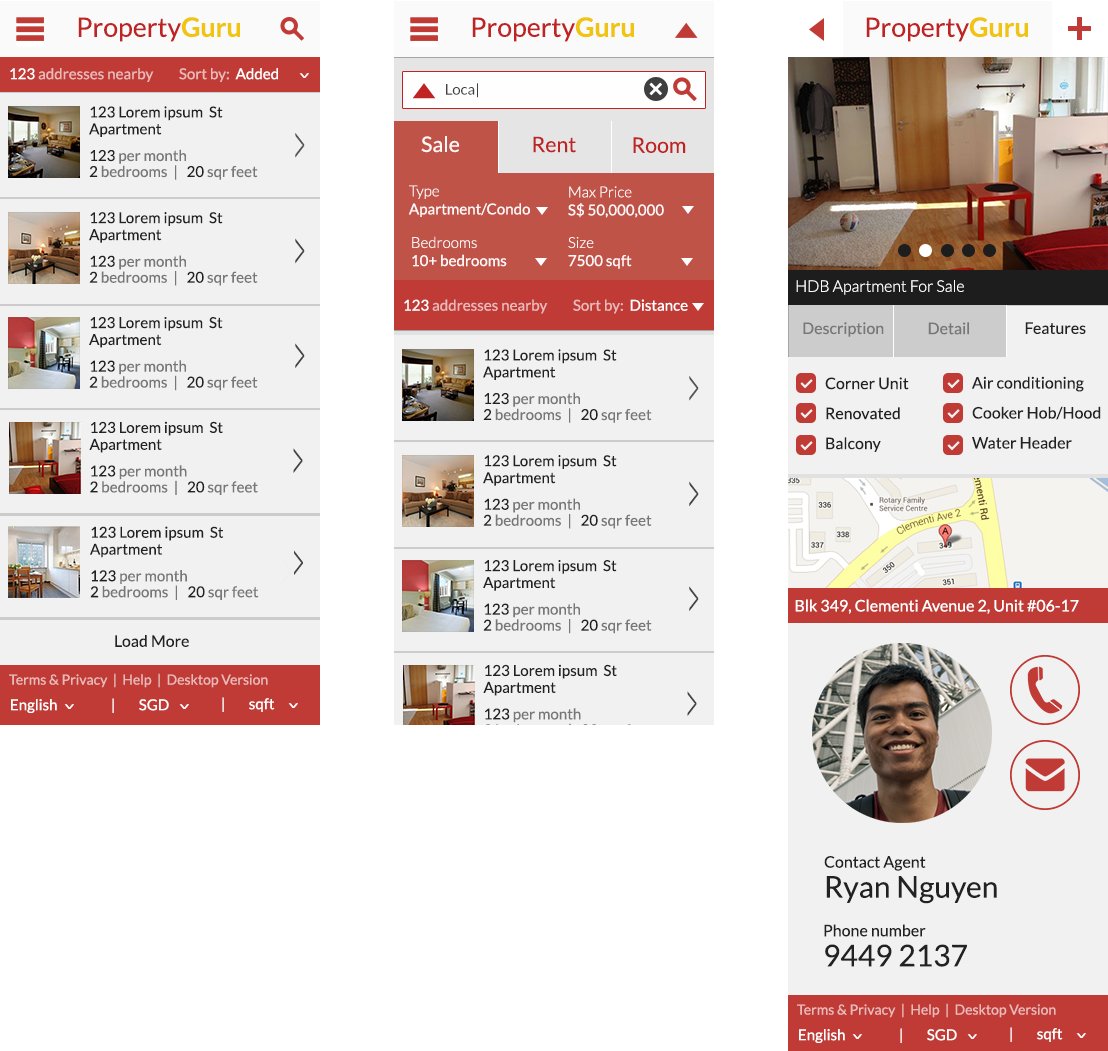 PropertyGuru
123 addresses nearby Sort by: Added
123 Lorem ipsum St
Apartment
123 per month
2 bedrooms | 20 sqr feet
123 Lorem ipsum St
Apartment
123 per month
2 bedrooms | 20 sqr feet
123 Lorem ipsum St
Apartment
123 per month
2 bedrooms | 20 sqr feet
123 Lorem ipsum St
Apartment
123 per month
2 bedrooms | 20 sqr feet
123 Lorem ipsum St
Apartment
123 per month
2 bedrooms | 20 sqr feet
Load More
Terms & Privacy | Help | Desktop Version
English | SGD | sqft
PropertyGuru
Loca
Sale Rent Room
Type Max Price
Apartment/Condo S$ 50,000,000
Bedrooms Size
10+ bedrooms 7500 sqft
123 addresses nearby Sort by: Distance
123 Lorem ipsum St
Apartment
123 per month
2 bedrooms | 20 sqr feet
123 Lorem ipsum St
Apartment
123 per month
2 bedrooms | 20 sqr feet
123 Lorem ipsum St
Apartment
123 per month
2 bedrooms | 20 sqr feet
123 Lorem ipsum St
Apartment
123 per month
PropertyGuru
HDB Apartment For Sale
Description Detail Features
Corner Unit Air conditioning
Renovated Cooker Hob/Hood
Balcony Water Header
335
336
Rotary Family
Service Centre
Clementi Ave 2
ementi Rd
A
337
338
349
350
351
Blk 349, Clementi Avenue 2, Unit #06-17
Contact Agent
Ryan Nguyen
Phone number
9449 2137
Terms & Privacy | Help | Desktop Version
English | SGD | sqft